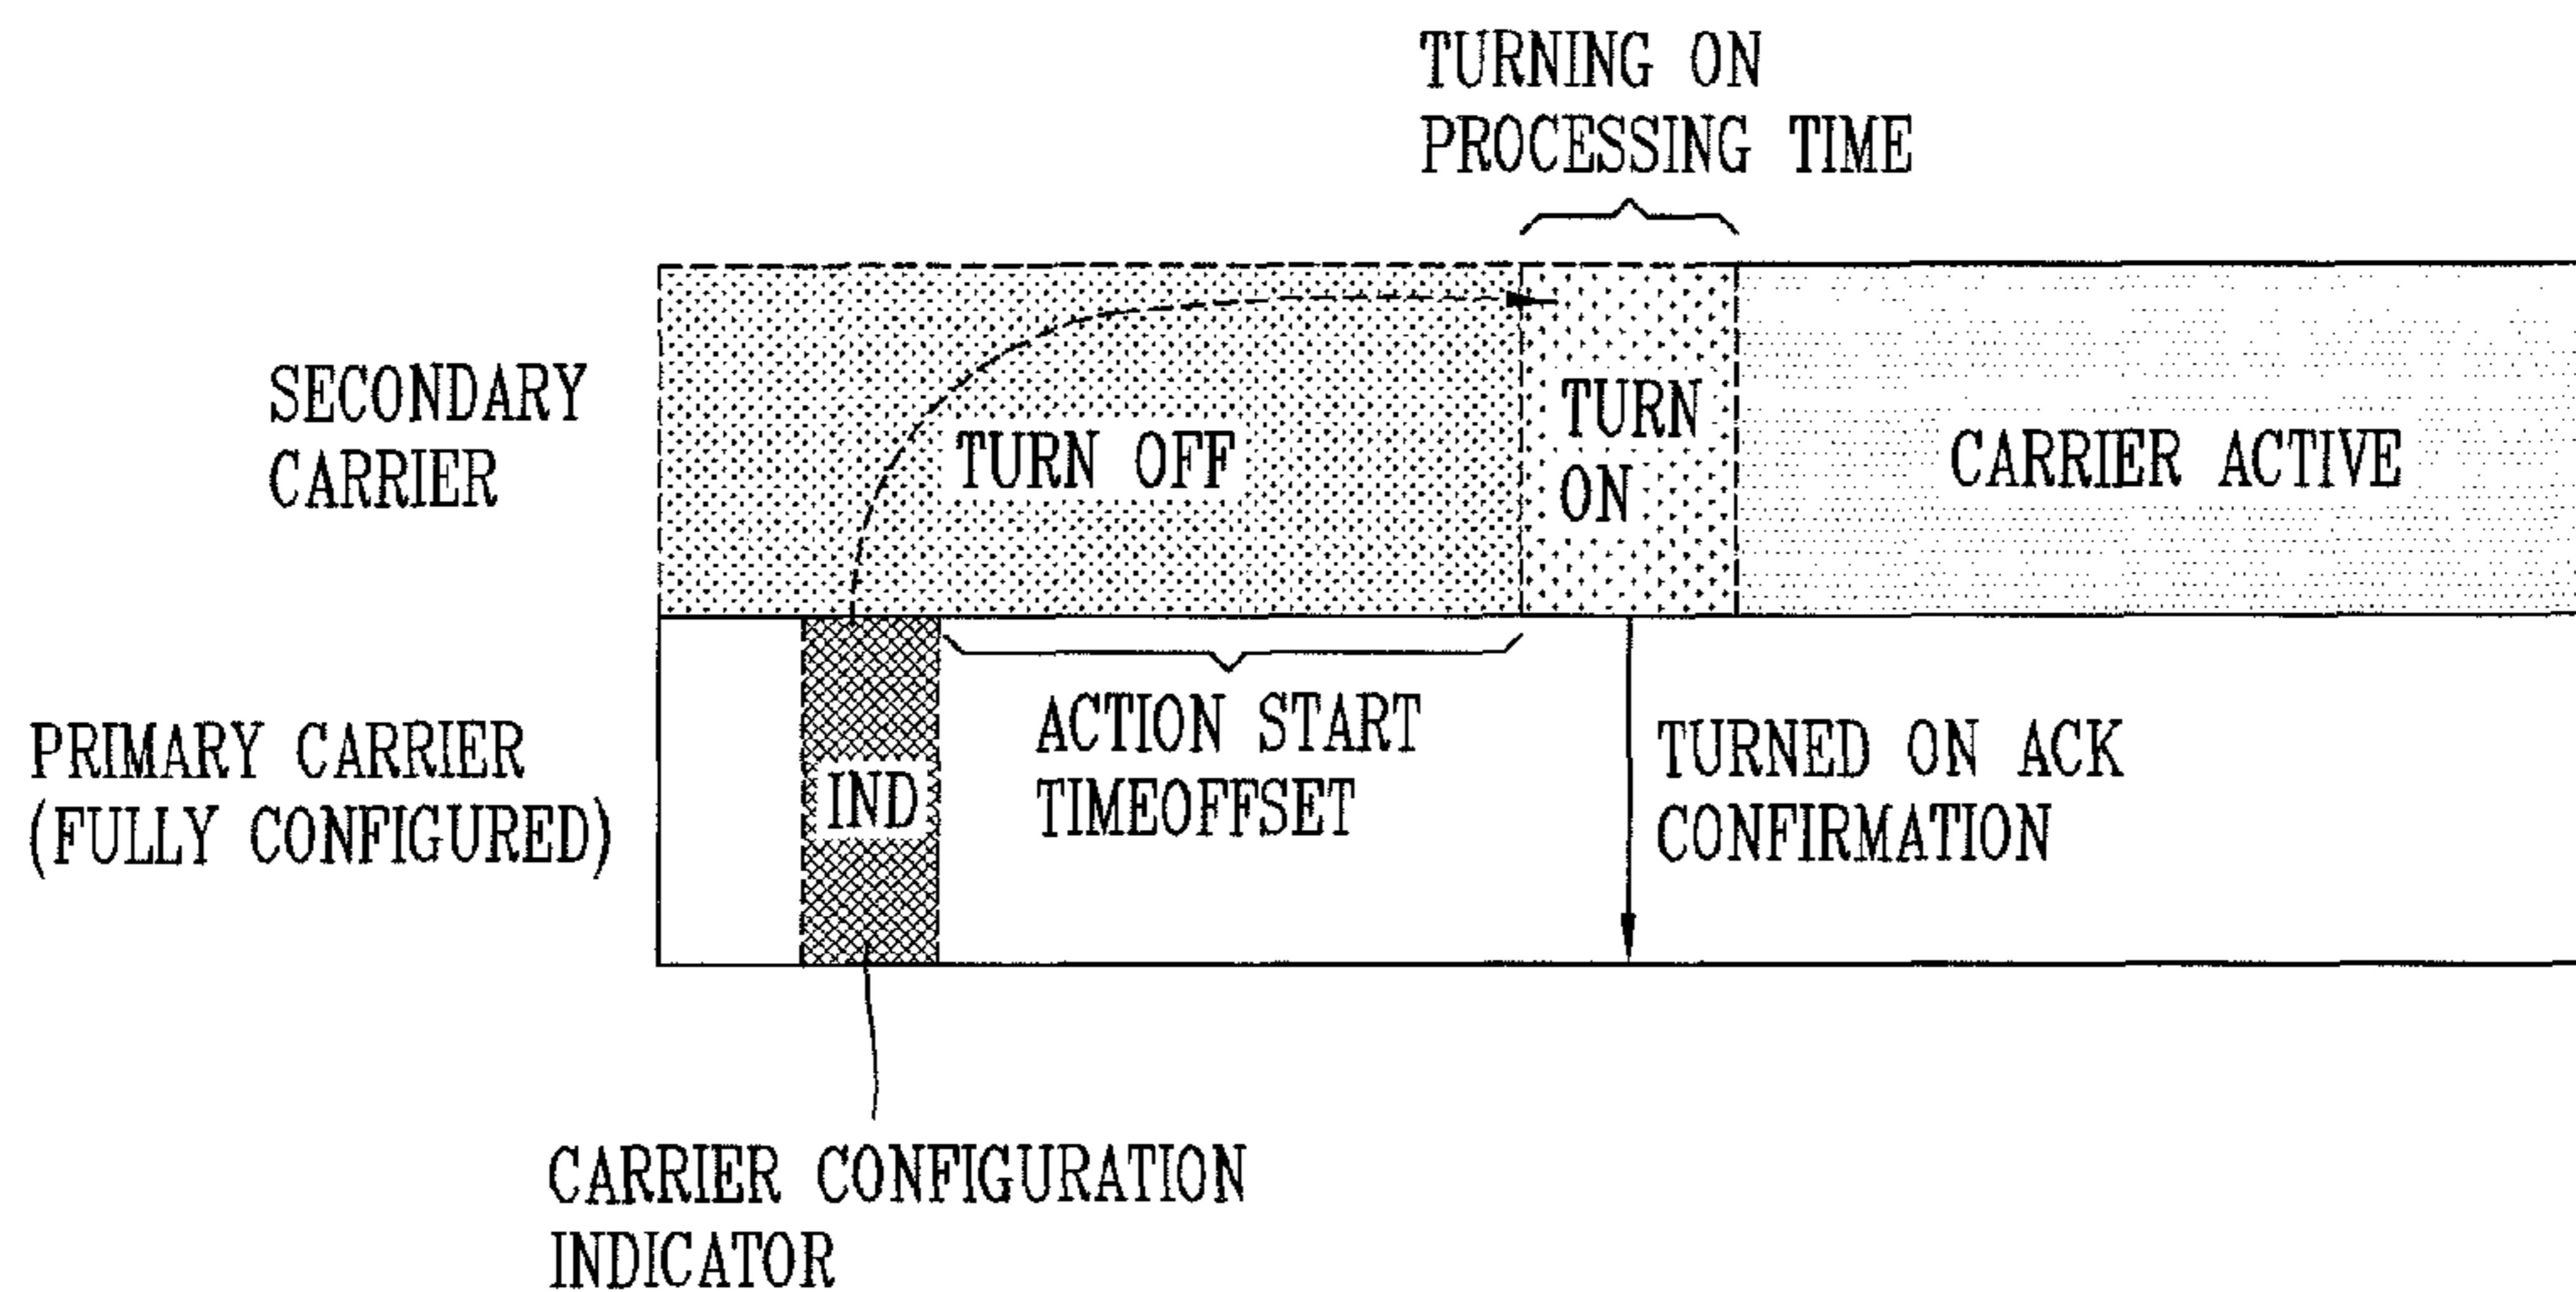 TURNING ON
PROCESSING TIME
SECONDARY
CARRIER
TURN OFF
TURN
ON
CARRIER ACTIVE
PRIMARY CARRIER
(FULLY CONFIGURED)
IND
ACTION START
TIMEOFFSET
TURNED ON ACK
CONFIRMATION
CARRIER CONFIGURATION
INDICATOR